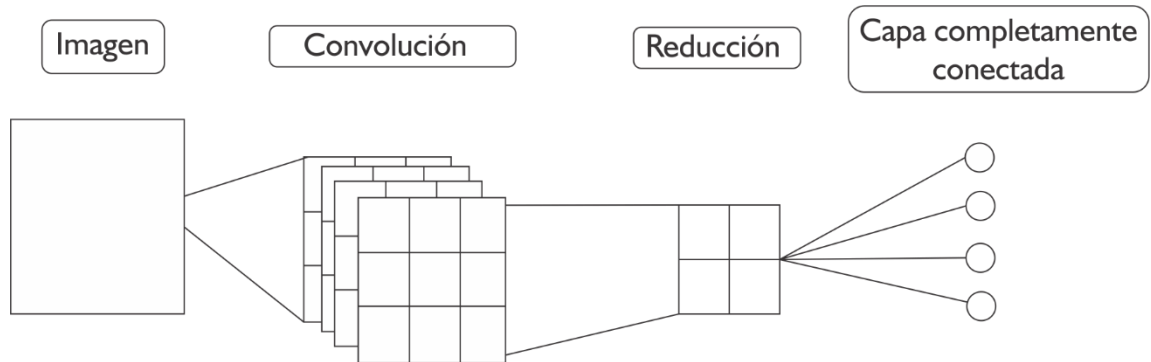 Imagen
Convolución
Reducción
Capa completamente
conectada